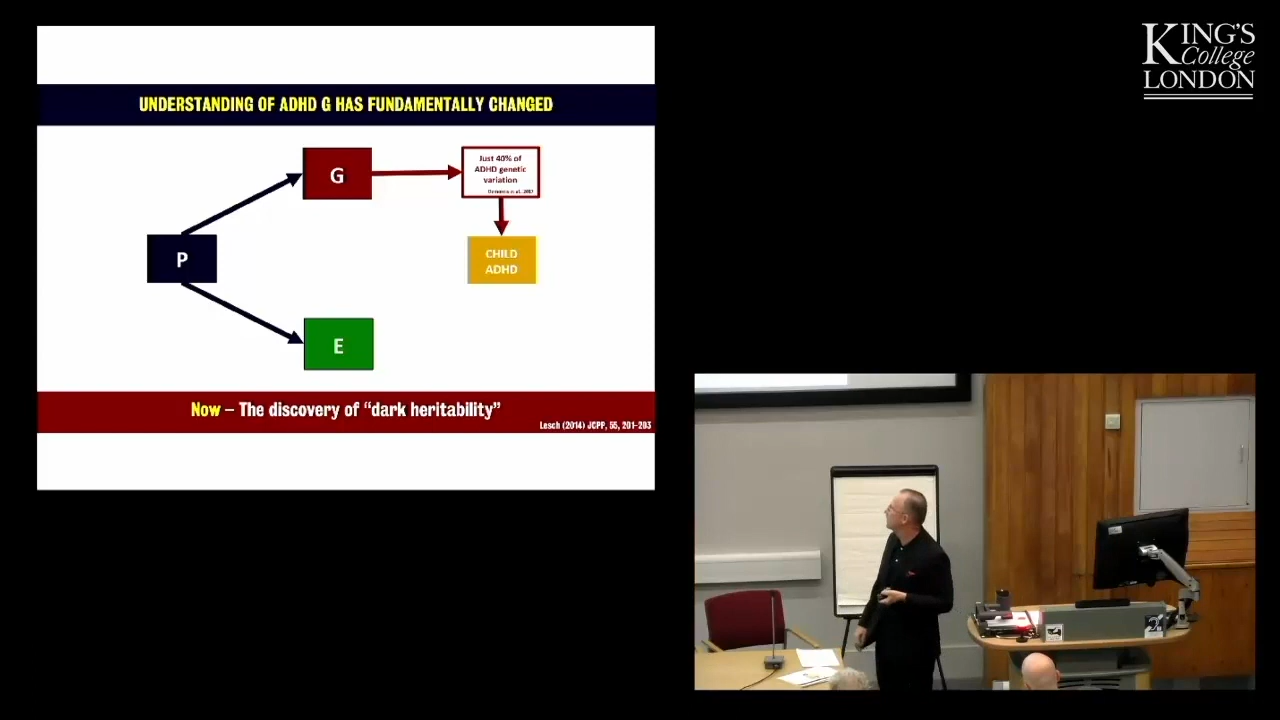 UNDERSTANDING OF ADHD G HAS FUNDAMENTALLY CHANGED
G
Just 40% of
ADHD genetic
variation
P
CHILD
ADHD
E
Now – The discovery of “dark heritability”
Lesch (2014) JCPP, 55, 201-203
KING'S
College
LONDON